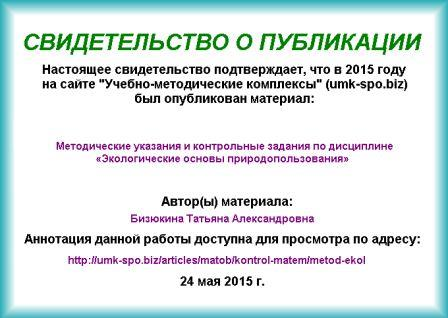 СВИДЕТЕЛЬСТВО О ПУБЛИКАЦИИ
Настоящее свидетельство подтверждает, что в 2015 году
на сайте "Учебно-методические комплексы" (umk-spo.biz)
был опубликован материал:
Методические указания и контрольные задания по дисциплине
«Экологические основы природопользования»
Автор(ы) материала:
Бизюкина Татьяна Александровна
Аннотация данной работы доступна для просмотра по адресу:
http://umk-spo.biz/articles/matob/kontrol-matem/metod-ekol
24 мая 2015 г.